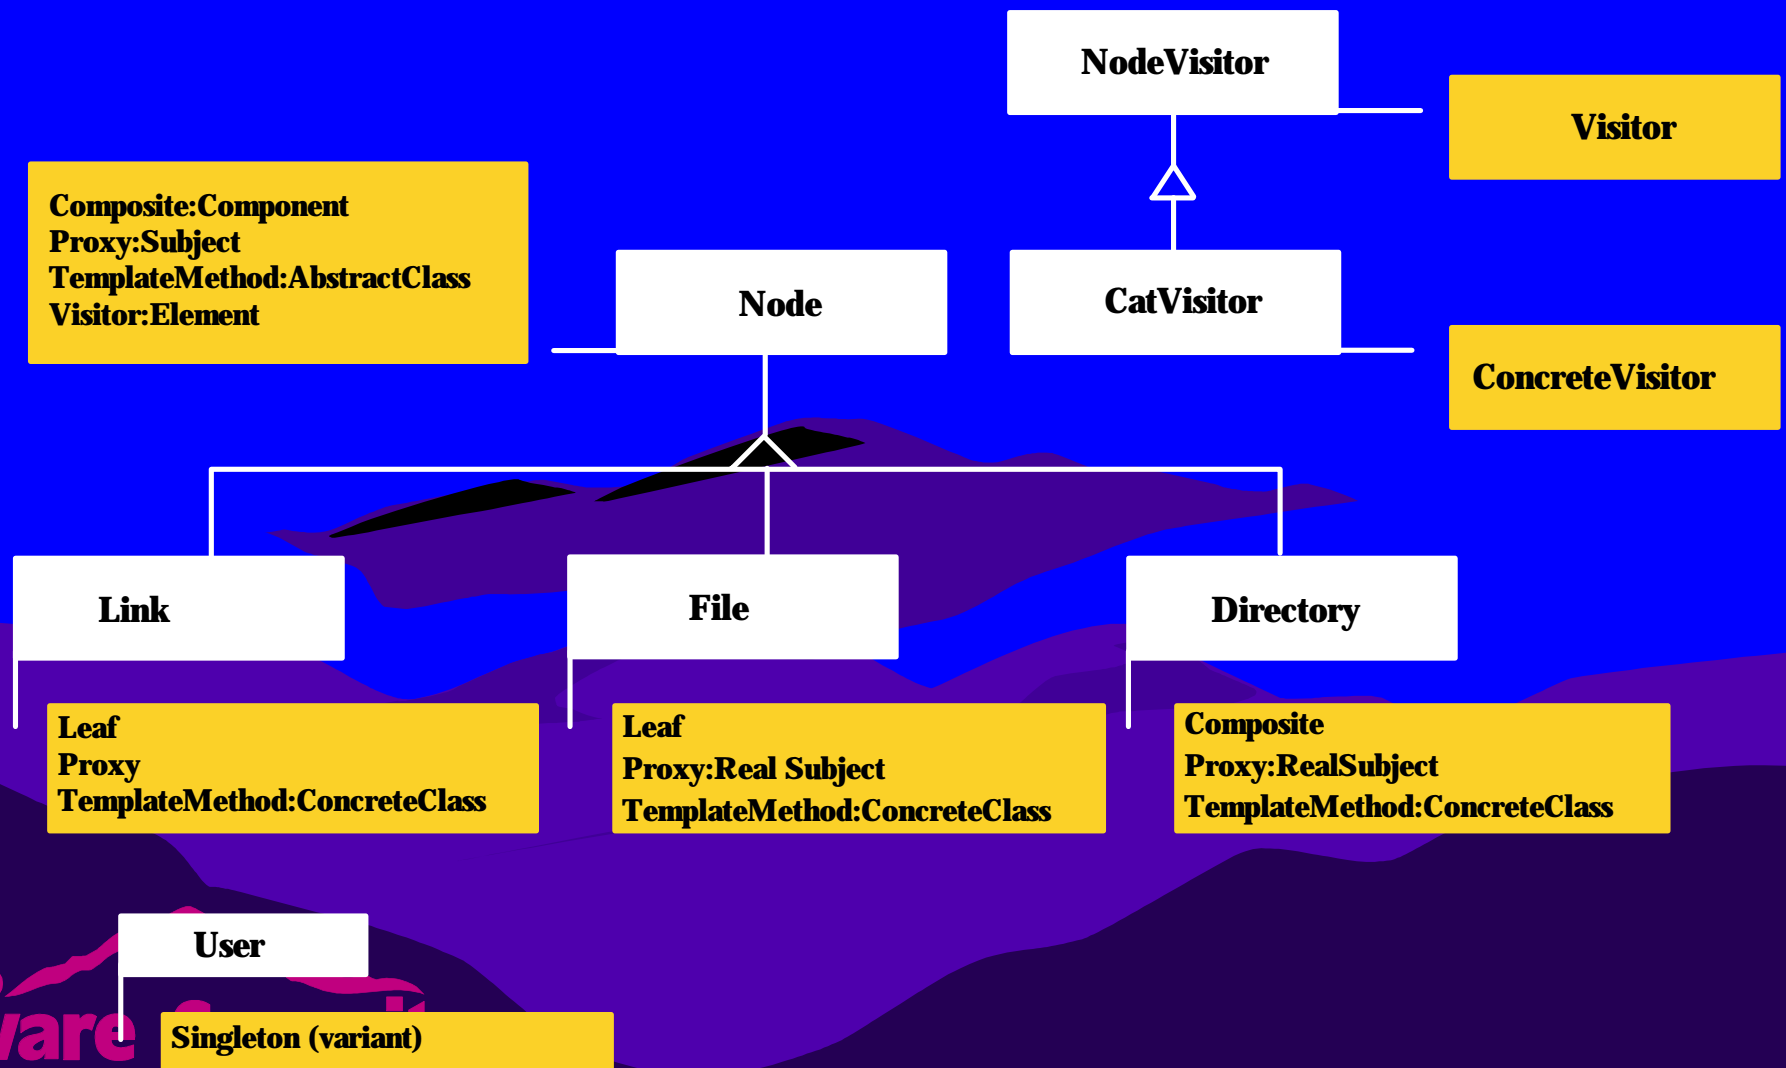 NodeVisitor
Visitor
Composite:Component
Proxy:Subject
TemplateMethod:AbstractClass
Visitor:Element
Node
CatVisitor
ConcreteVisitor
Link
File
Directory
Leaf
Proxy
TemplateMethod:ConcreteClass
Leaf
Proxy:Real Subject
TemplateMethod:ConcreteClass
Composite
Proxy:RealSubject
TemplateMethod:ConcreteClass
User
Singleton (variant)